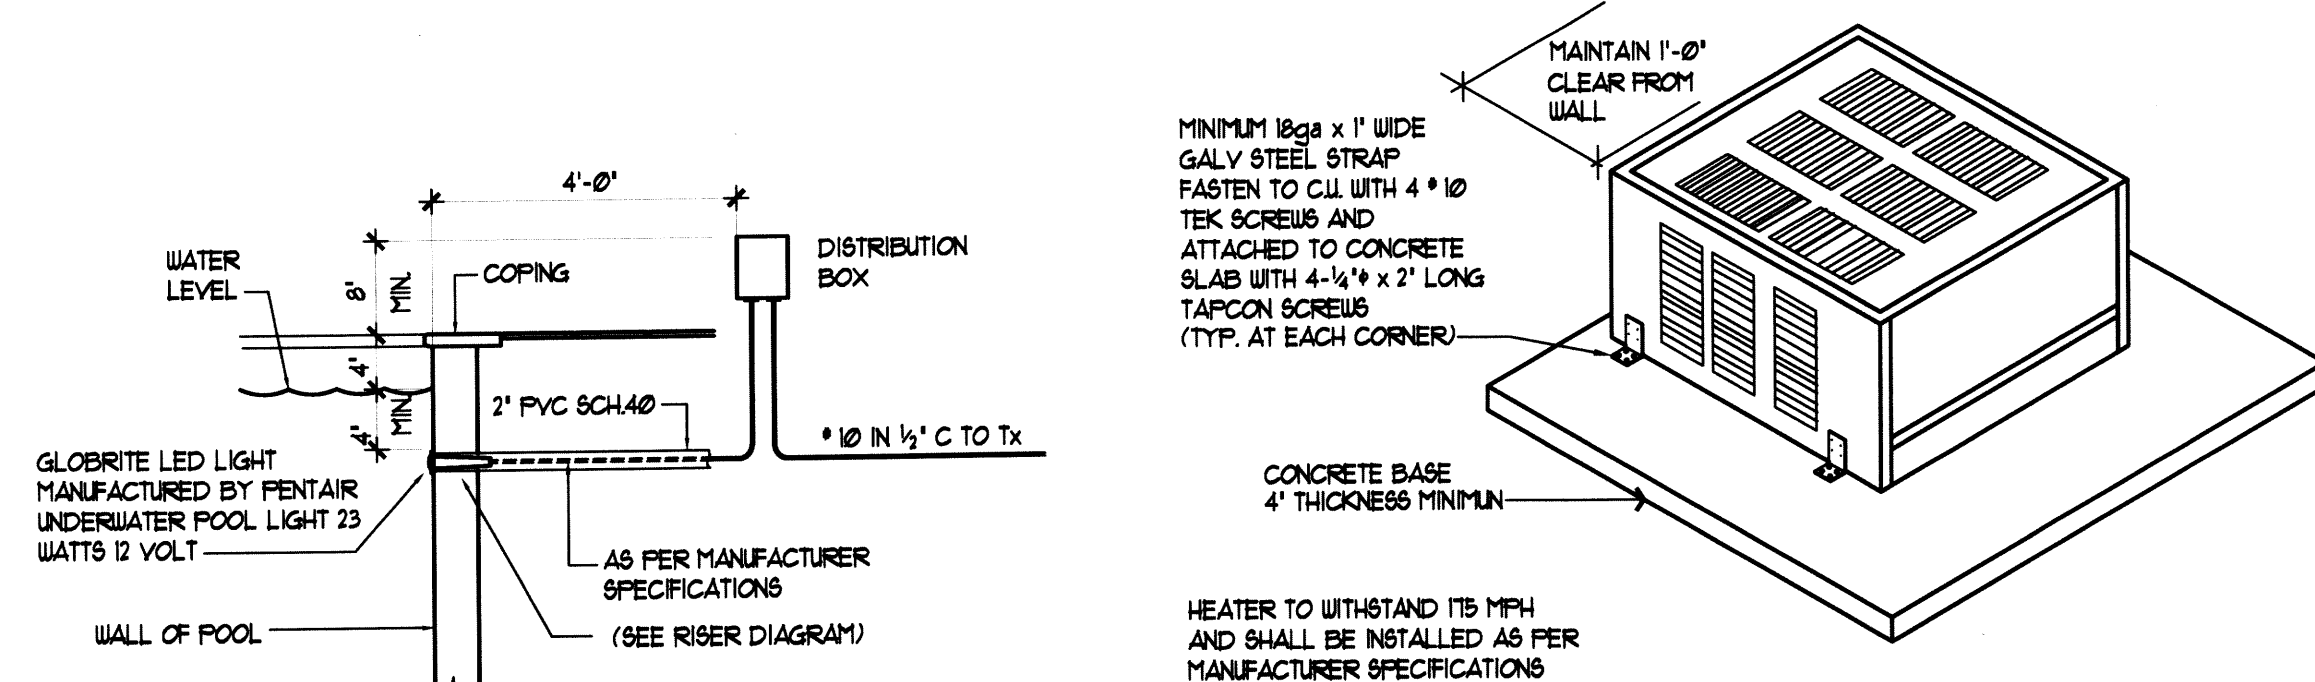 4'-0"
WATER
LEVEL
8"
MIN.
COPING
DISTRIBUTION
BOX
4"
4"
MIN.
2" PVC SCH.40
#10 IN 1/2" C TO Tx
GLOBRITE LED LIGHT
MANUFACTURED BY PENTAIR
UNDERWATER POOL LIGHT 23
WATTS 12 VOLT
AS PER MANUFACTURER
SPECIFICATIONS
WALL OF POOL
(SEE RISER DIAGRAM)
MAINTAIN 1'-0"
CLEAR FROM
WALL
MINIMUM 18ga x 1" WIDE
GALV STEEL STRAP
FASTEN TO C.U. WITH 4 #10
TEK SCREWS AND
ATTACHED TO CONCRETE
SLAB WITH 4-1/4"ø x 2" LONG
TAPCON SCREWS
(TYP. AT EACH CORNER)
CONCRETE BASE
4" THICKNESS MINIMUN
HEATER TO WITHSTAND 175 MPH
AND SHALL BE INSTALLED AS PER
MANUFACTURER SPECIFICATIONS